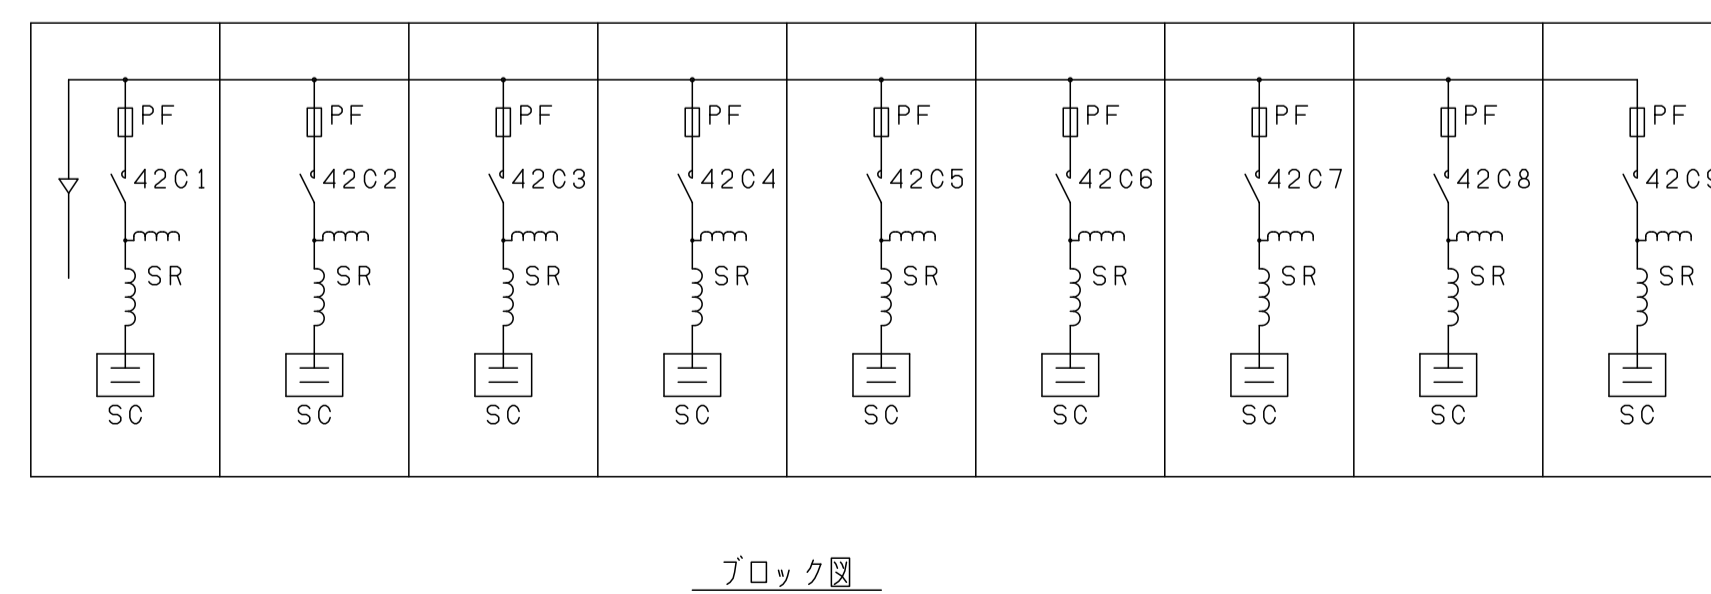 PF PF PF PF PF PF PF PF PF
42C1 42C2 42C3 42C4 42C5 42C6 42C7 42C8 42C9
SR SR SR SR SR SR SR SR SR
SC SC SC SC SC SC SC SC SC
ブロック図